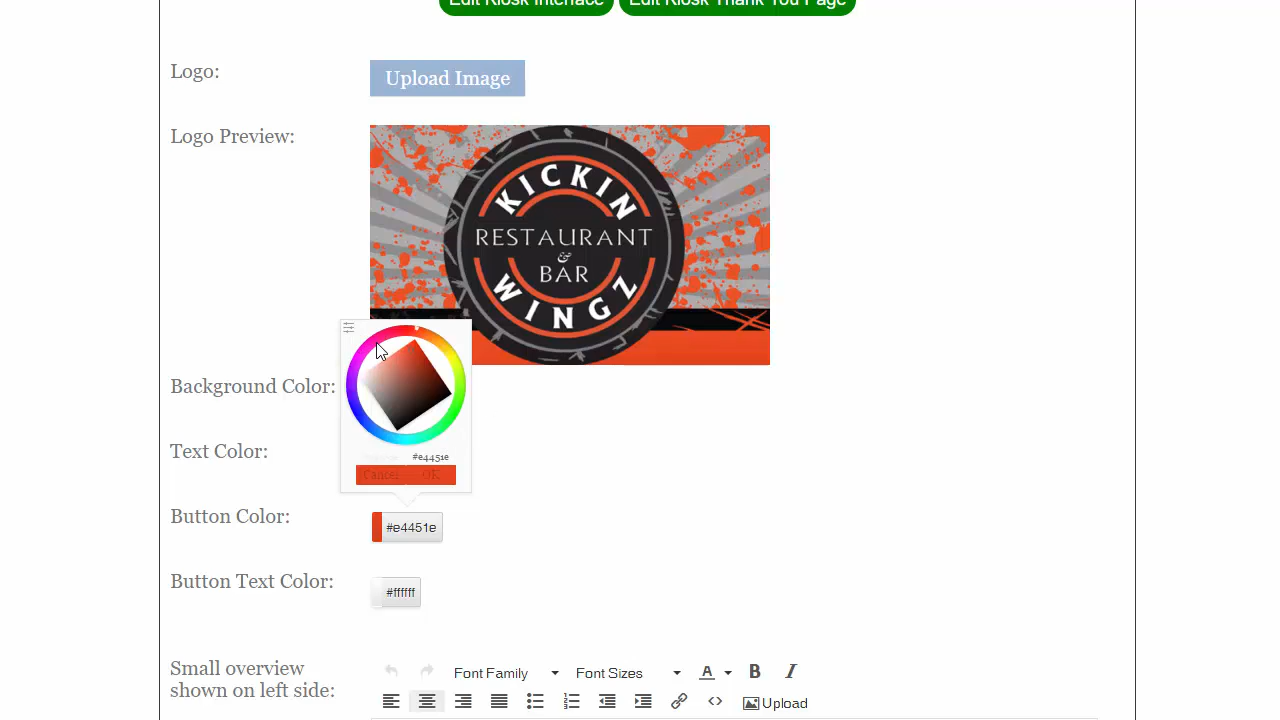 Edit Kiosk Interface Edit Kiosk Thank You Page
Logo:
Upload Image
Logo Preview:
KICKIN
RESTAURANT
&
BAR
WINGZ
Background Color:
Text Color:
#e4451e
Cancel OK
Button Color:
#e4451e
Button Text Color:
#ffffff
Small overview
shown on left side:
Font Family Font Sizes A B I
Upload